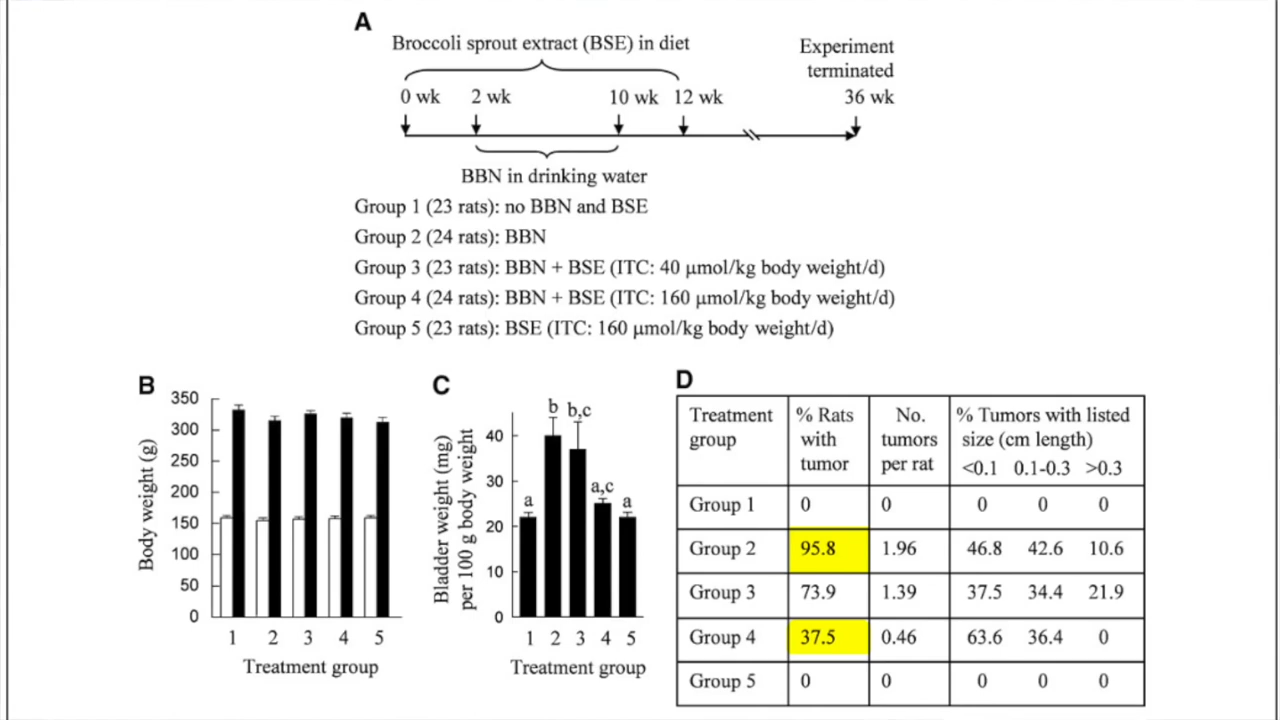 A
Broccoli sprout extract (BSE) in diet
Experiment
terminated
0 wk 2 wk 10 wk 12 wk 36 wk
BBN in drinking water
Group 1 (23 rats): no BBN and BSE
Group 2 (24 rats): BBN
Group 3 (23 rats): BBN + BSE (ITC: 40 μmol/kg body weight/d)
Group 4 (24 rats): BBN + BSE (ITC: 160 μmol/kg body weight/d)
Group 5 (23 rats): BSE (ITC: 160 μmol/kg body weight/d)
B
Body weight (g)
350
300
250
200
150
100
50
0
1 2 3 4 5
Treatment group
C
Bladder weight (mg)
per 100 g body weight
40
30
20
10
0
a b b,c a,c a
1 2 3 4 5
Treatment group
D
Treatment group % Rats with tumor No. tumors per rat % Tumors with listed size (cm length)
<0.1 0.1-0.3 >0.3
Group 1 0 0 0 0 0
Group 2 95.8 1.96 46.8 42.6 10.6
Group 3 73.9 1.39 37.5 34.4 21.9
Group 4 37.5 0.46 63.6 36.4 0
Group 5 0 0 0 0 0